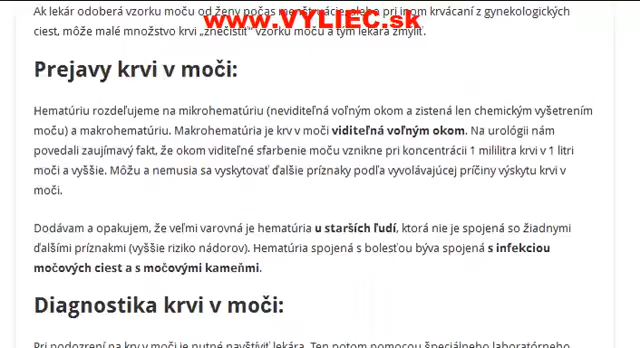 Ak lekár odoberá vzorku moču od ženy počas
www.VYLIEC.sk
pri inom krvácaní z gynekologických
ciest, môže malé množstvo krvi „znečistiť" vzorku moču a tým lekára zmýliť.
Prejavy krvi v moči:
Hematúriu rozdeľujeme na mikrohematúriu (neviditeľná voľným okom a zistená len chemickým vyšetrením
moču) a makrohematúriu. Makrohematúria je krv v moči viditeľná voľným okom. Na urológii nám
povedali zaujímavý fakt, že okom viditeľné sfarbenie moču vznikne pri koncentrácii 1 mililitra krvi v 1 litri
moči a vyššie. Môžu a nemusia sa vyskytovať ďalšie príznaky podľa vyvolávajúcej príčiny výskytu krvi v
moči.
Dodávam a opakujem, že veľmi varovná je hematúria u starších ľudí, ktorá nie je spojená so žiadnymi
ďalšími príznakmi (vyššie riziko nádorov). Hematúria spojená s bolesťou býva spojená s infekciou
močových ciest a s močovými kameňmi.
Diagnostika krvi v moči:
Pri podozrení na krv v moči je nutné navštíviť lekára. Ten potom pomocou špeciálneho laboratórneho